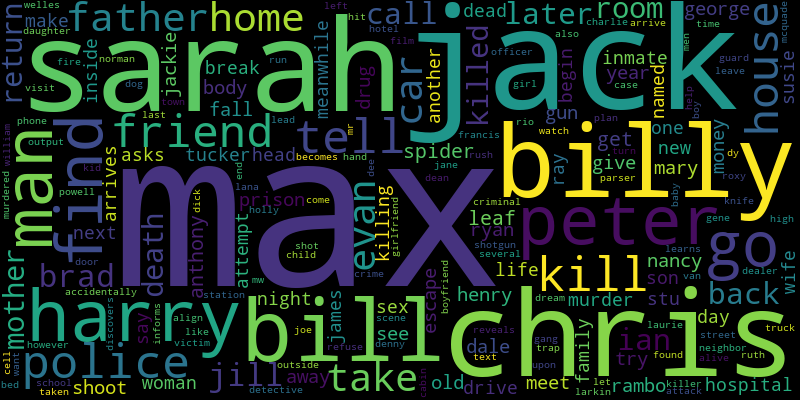 return
welles
make
daughter
father
home
left
call
dead
later
room
charlie
arrive
george
time
sarah
jack
hit
hotel
film
house
mcquade
fire
norman
visit
inside
jackie
dog
run
break
body
meanwhile
car
another
killed
officer
also
girl
case
begin
inmate
year
named
men
guard
leave
susie
town
drug
fall
last
phone
output
friend
lead
tell
mr
gun
rio
plan
one
new
money
find
man
william
murdered
asks
tucker
head
becomes
hand
francis
watch
get
help
boy
kid
arrives
spider
rush
turn
billy
max
eng
dee
jane
ray
give
parser
mary
dy
roxy
powell
dick
lana
prison
come
evan
killing
girlfriend
dean
criminal
leaf
peter
baby
knife
gene
high
next
door
death
anthony
attempt
holly
shot
child
ryan
shotgun
several
learns
van
dealer
go
brad
mw
crime
escape
boyfriend
life
kill
nancy
son
mother
accidentally
station
night
james
sex
henry
dream
murder
stu
back
wife
harry
say
informs
align
like
victim
joe
scene
see
denny
bill
chris
reveals
gang
trap
family
ian
laurie
day
street
neighbor
truck
however
discovers
police
cell
want
outside
refuse
dale
text
upon
try
found
alive
ruth
bed
school
taken
shoot
woman
jill
detective
away
take
cabin
old
drive
meet
let
larkin
rambo
killer
attack
hospital